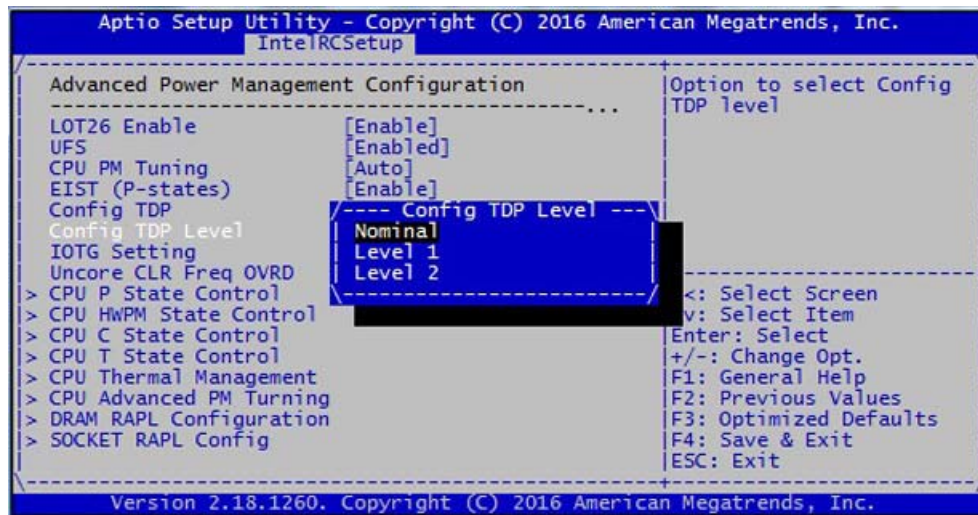 Aptio Setup Utility - Copyright (C) 2016 American Megatrends, Inc.
IntelRCSetup
Advanced Power Management Configuration
LOT26 Enable [Enable]
UFS [Enabled]
CPU PM Tuning [Auto]
EIST (P-states) [Enable]
Config TDP
Config TDP Level
IOTG Setting
Uncore CLR Freq OVRD
> CPU P State Control
> CPU HWPM State Control
> CPU C State Control
> CPU T State Control
> CPU Thermal Management
> CPU Advanced PM Turning
> DRAM RAPL Configuration
> SOCKET RAPL Config
Config TDP Level
Nominal
Level 1
Level 2
Option to select Config
TDP level
<: Select Screen
v: Select Item
Enter: Select
+/-: Change Opt.
F1: General Help
F2: Previous Values
F3: Optimized Defaults
F4: Save & Exit
ESC: Exit
Version 2.18.1260. Copyright (C) 2016 American Megatrends, Inc.